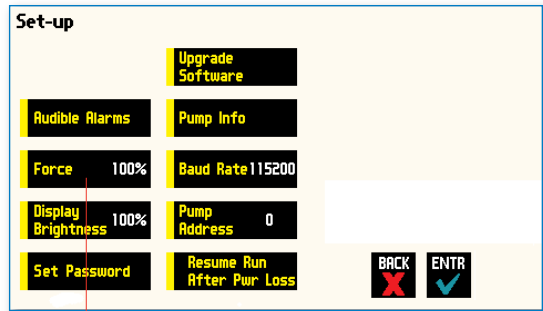 Set-up
Upgrade
Software
Audible Alarms
Pump Info
Force 100%
Baud Rate 115200
Display
Brightness 100%
Pump
Address 0
Set Password
Resume Run
After Pwr Loss
BACK
ENTR